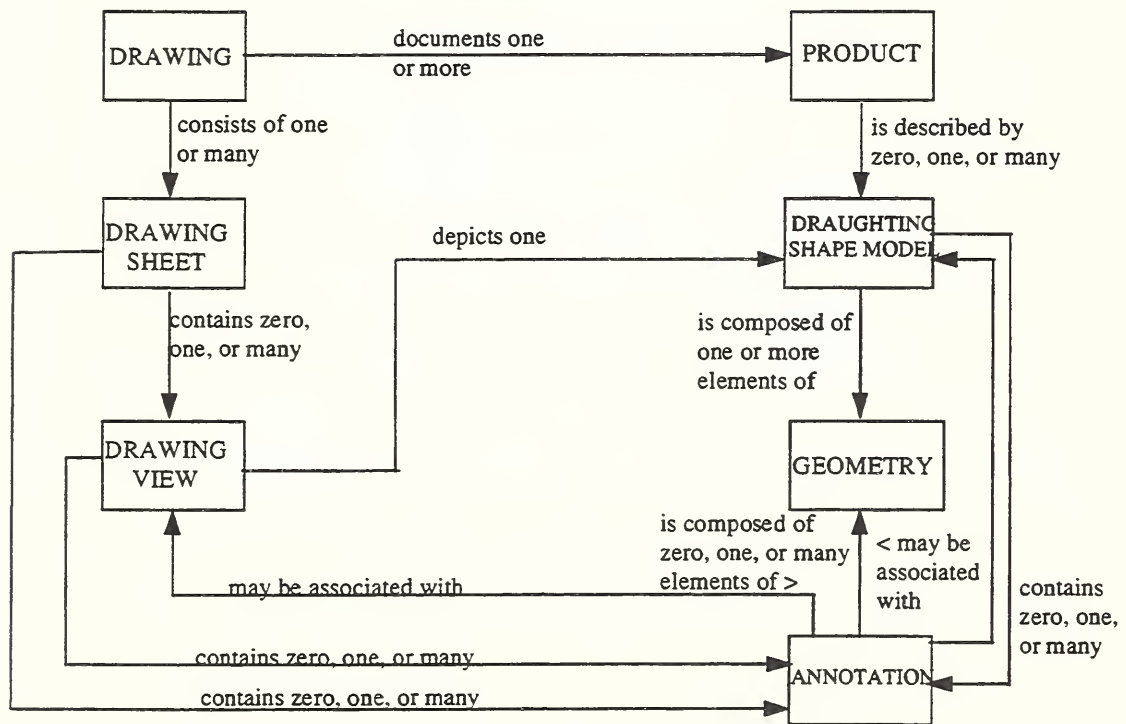 DRAWING
documents one
or more
PRODUCT
consists of one
or many
is described by
zero, one, or many
DRAWING
SHEET
depicts one
DRAUGHTING
SHAPE MODEL
contains zero,
one, or many
is composed of
one or more
elements of
DRAWING
VIEW
GEOMETRY
is composed of
zero, one, or many
elements of >
< may be
associated
with
may be associated with
contains
zero, one,
or many
contains zero, one, or many
ANNOTATION
contains zero, one, or many